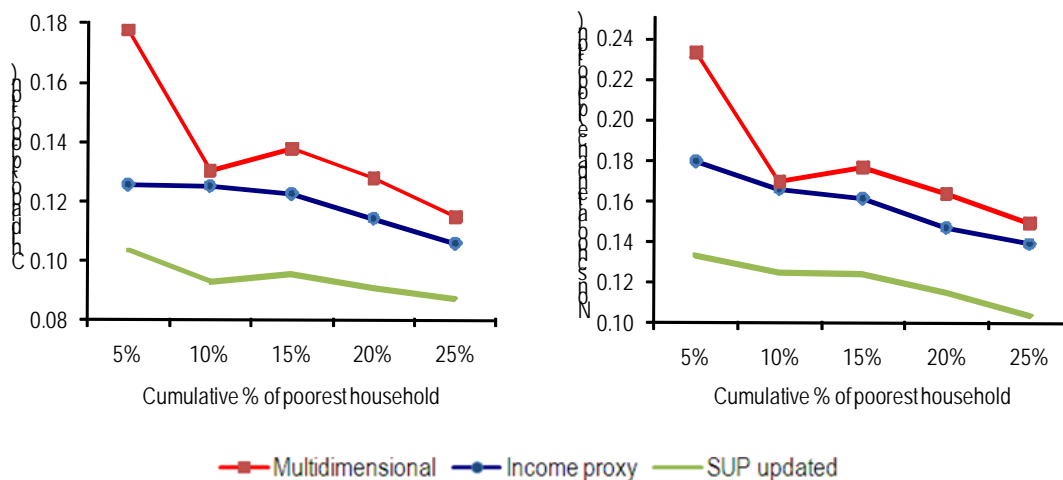 0.18
0.16
0.14
0.12
0.10
0.08
5% 10% 15% 20% 25%
Cumulative % of poorest household
0.24
0.22
0.20
0.18
0.16
0.14
0.12
0.10
5% 10% 15% 20% 25%
Cumulative % of poorest household
Multidimensional Income proxy SUP updated